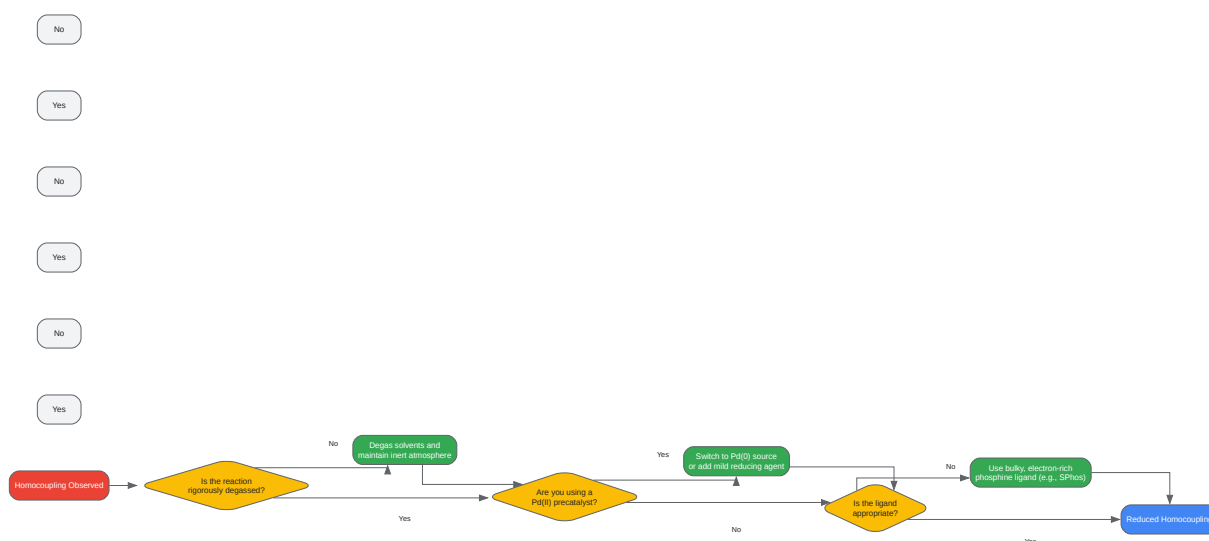 No
Yes
No
Yes
No
Yes
Homocoupling Observed
Is the reaction
rigorously degassed?
No
Degas solvents and
maintain inert atmosphere
Yes
Are you using a
Pd(II) precatalyst?
Yes
Switch to Pd(0) source
or add mild reducing agent
No
Is the ligand
appropriate?
No
Use bulky, electron-rich
phosphine ligand (e.g., SPhos)
Reduced